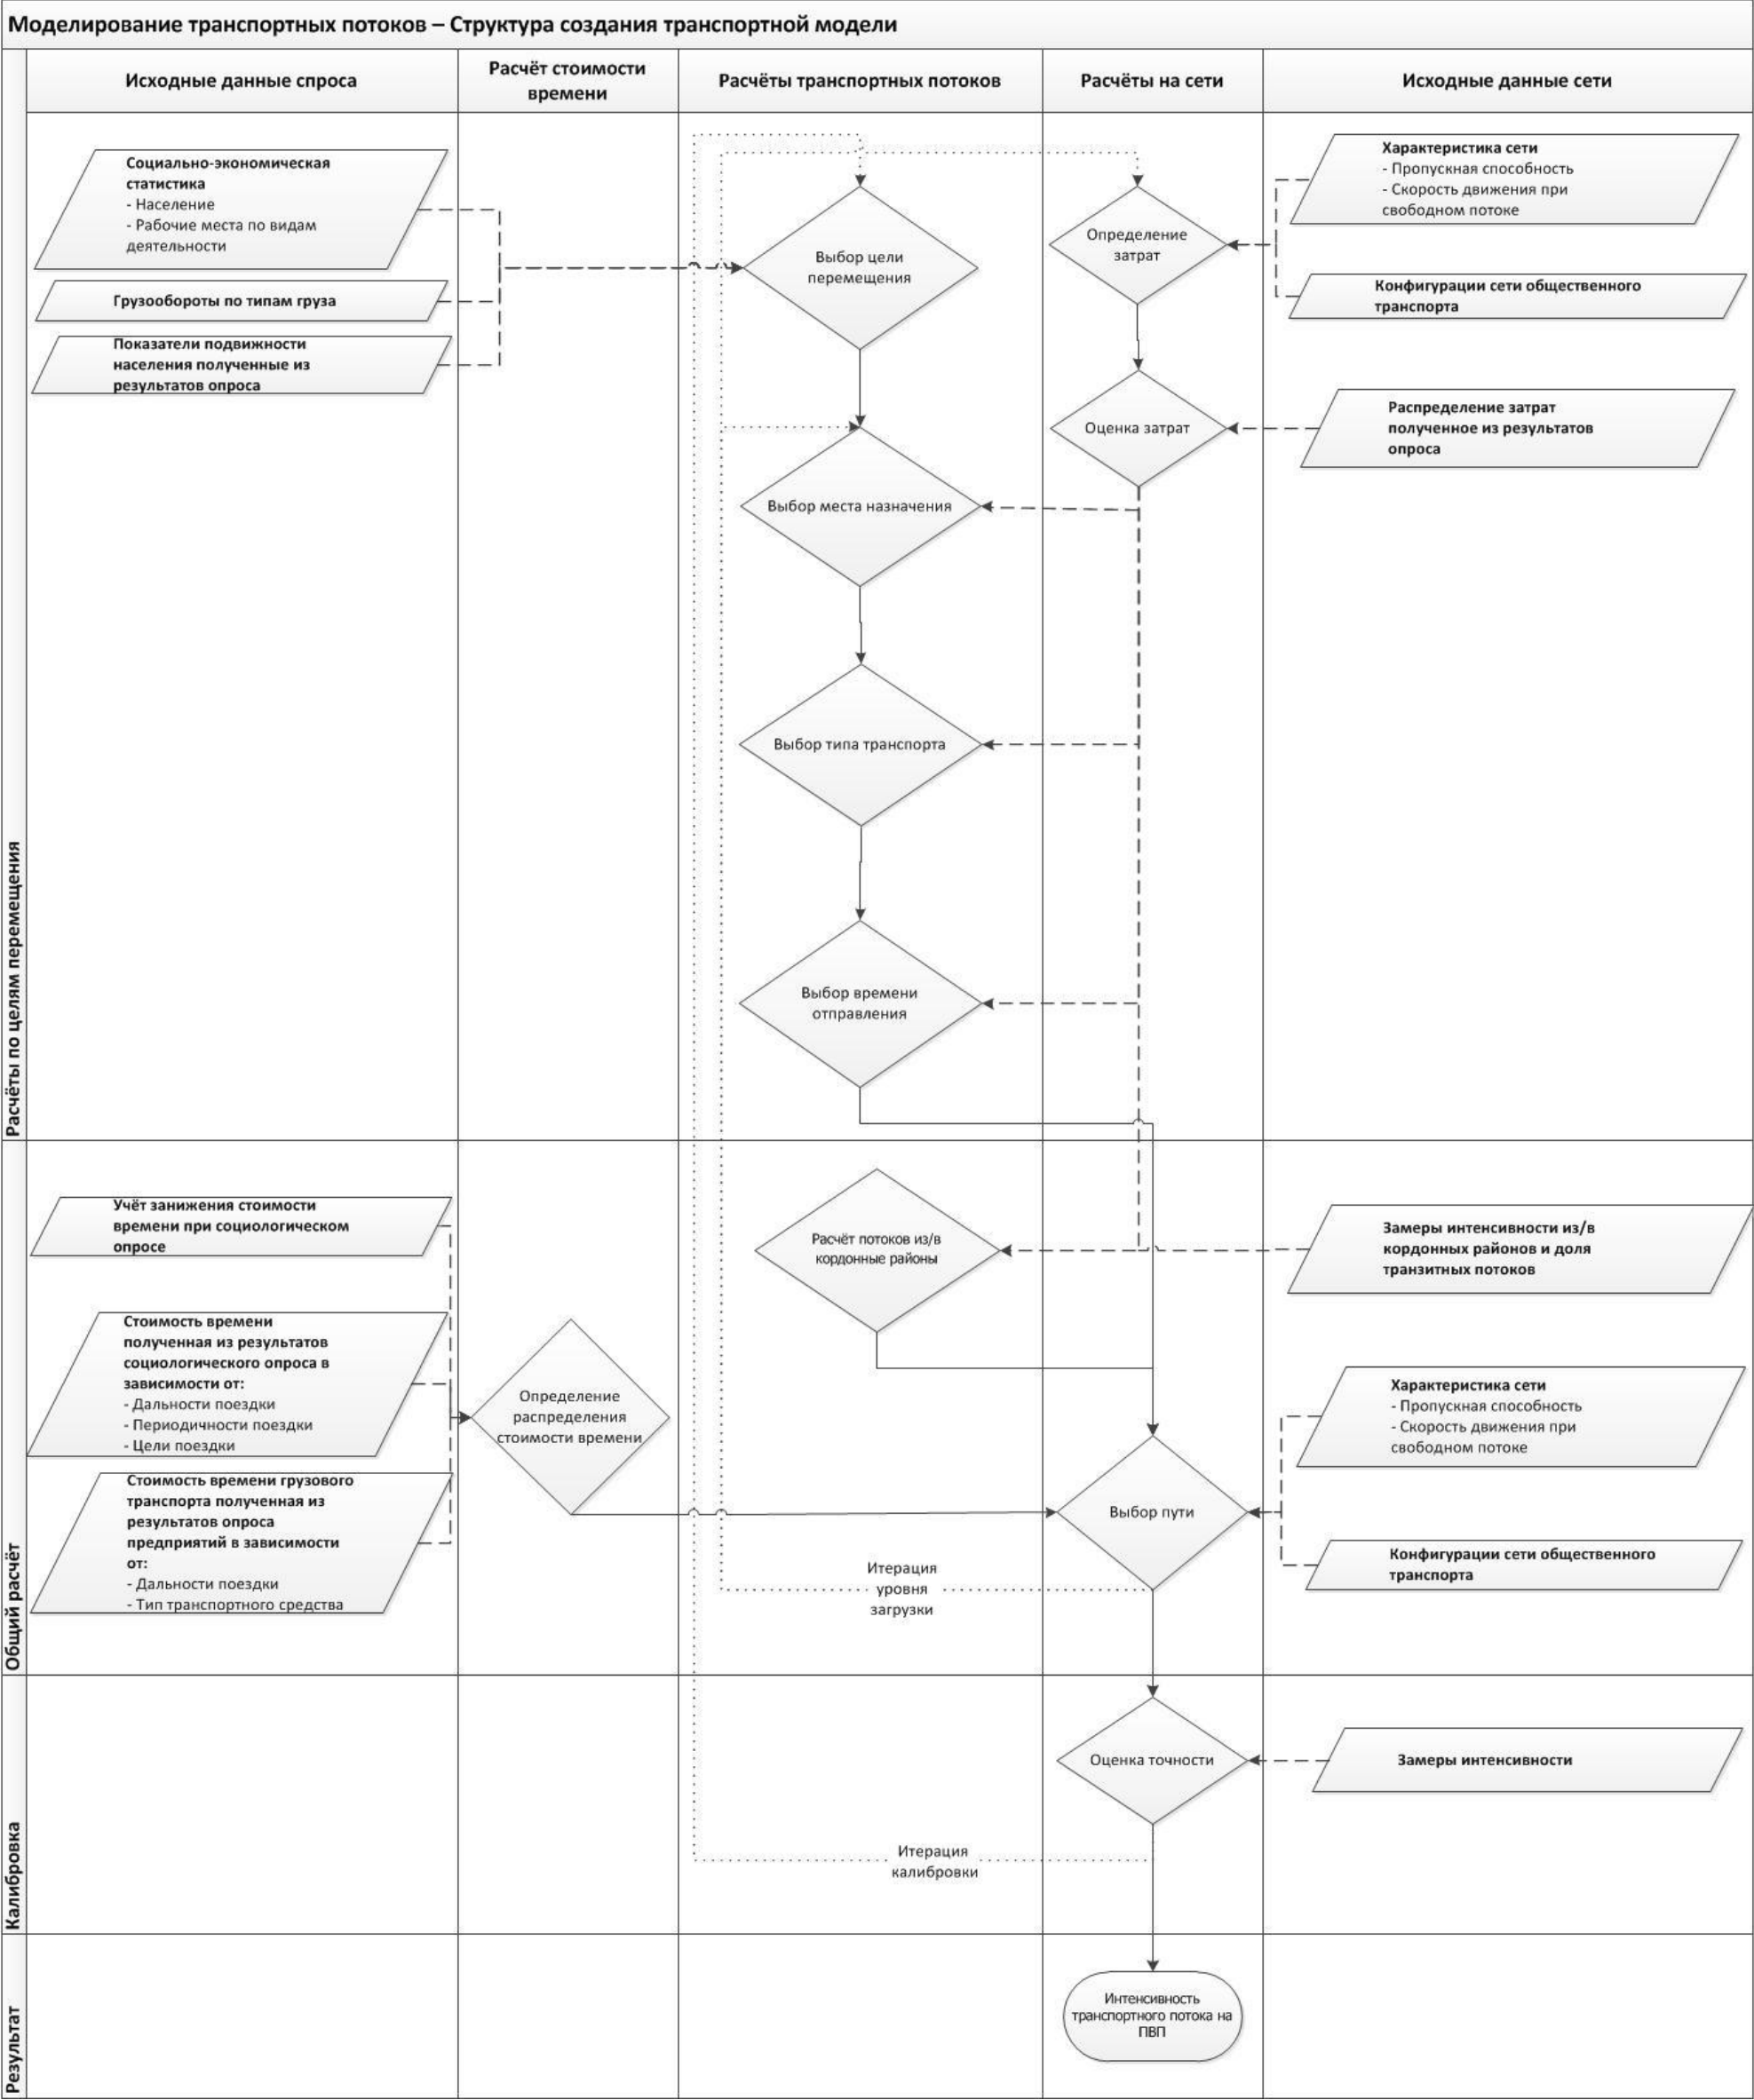 Моделирование транспортных потоков – Структура создания транспортной модели
Исходные данные спроса
Расчёт стоимости
времени
Расчёты транспортных потоков
Расчёты на сети
Исходные данные сети
Расчёты по целям перемещения
Социально-экономическая
статистика
- Население
- Рабочие места по видам
деятельности
Грузообороты по типам груза
Показатели подвижности
населения полученные из
результатов опроса
Выбор цели
перемещения
Определение
затрат
Характеристика сети
- Пропускная способность
- Скорость движения при
свободном потоке
Конфигурации сети общественного
транспорта
Оценка затрат
Распределение затрат
полученное из результатов
опроса
Выбор места назначения
Выбор типа транспорта
Выбор времени
отправления
Общий расчёт
Учёт занижения стоимости
времени при социологическом
опросе
Стоимость времени
полученная из результатов
социологического опроса в
зависимости от:
- Дальности поездки
- Периодичности поездки
- Цели поездки
Стоимость времени грузового
транспорта полученная из
результатов опроса
предприятий в зависимости
от:
- Дальности поездки
- Тип транспортного средства
Определение
распределения
стоимости времени
Расчёт потоков из/в
кордонные районы
Замеры интенсивности из/в
кордонных районов и доля
транзитных потоков
Характеристика сети
- Пропускная способность
- Скорость движения при
свободном потоке
Выбор пути
Конфигурации сети общественного
транспорта
Итерация
уровня
загрузки
Калибровка
Оценка точности
Замеры интенсивности
Итерация
калибровки
Результат
Интенсивность
транспортного потока на
ПВП